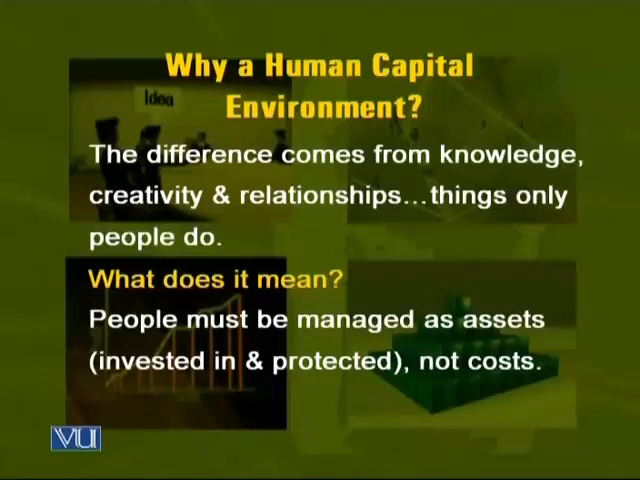 Why a Human Capital
Environment?
Idea
The difference comes from knowledge,
creativity & relationships...things only
people do.
What does it mean?
People must be managed as assets
(invested in & protected), not costs.
VU